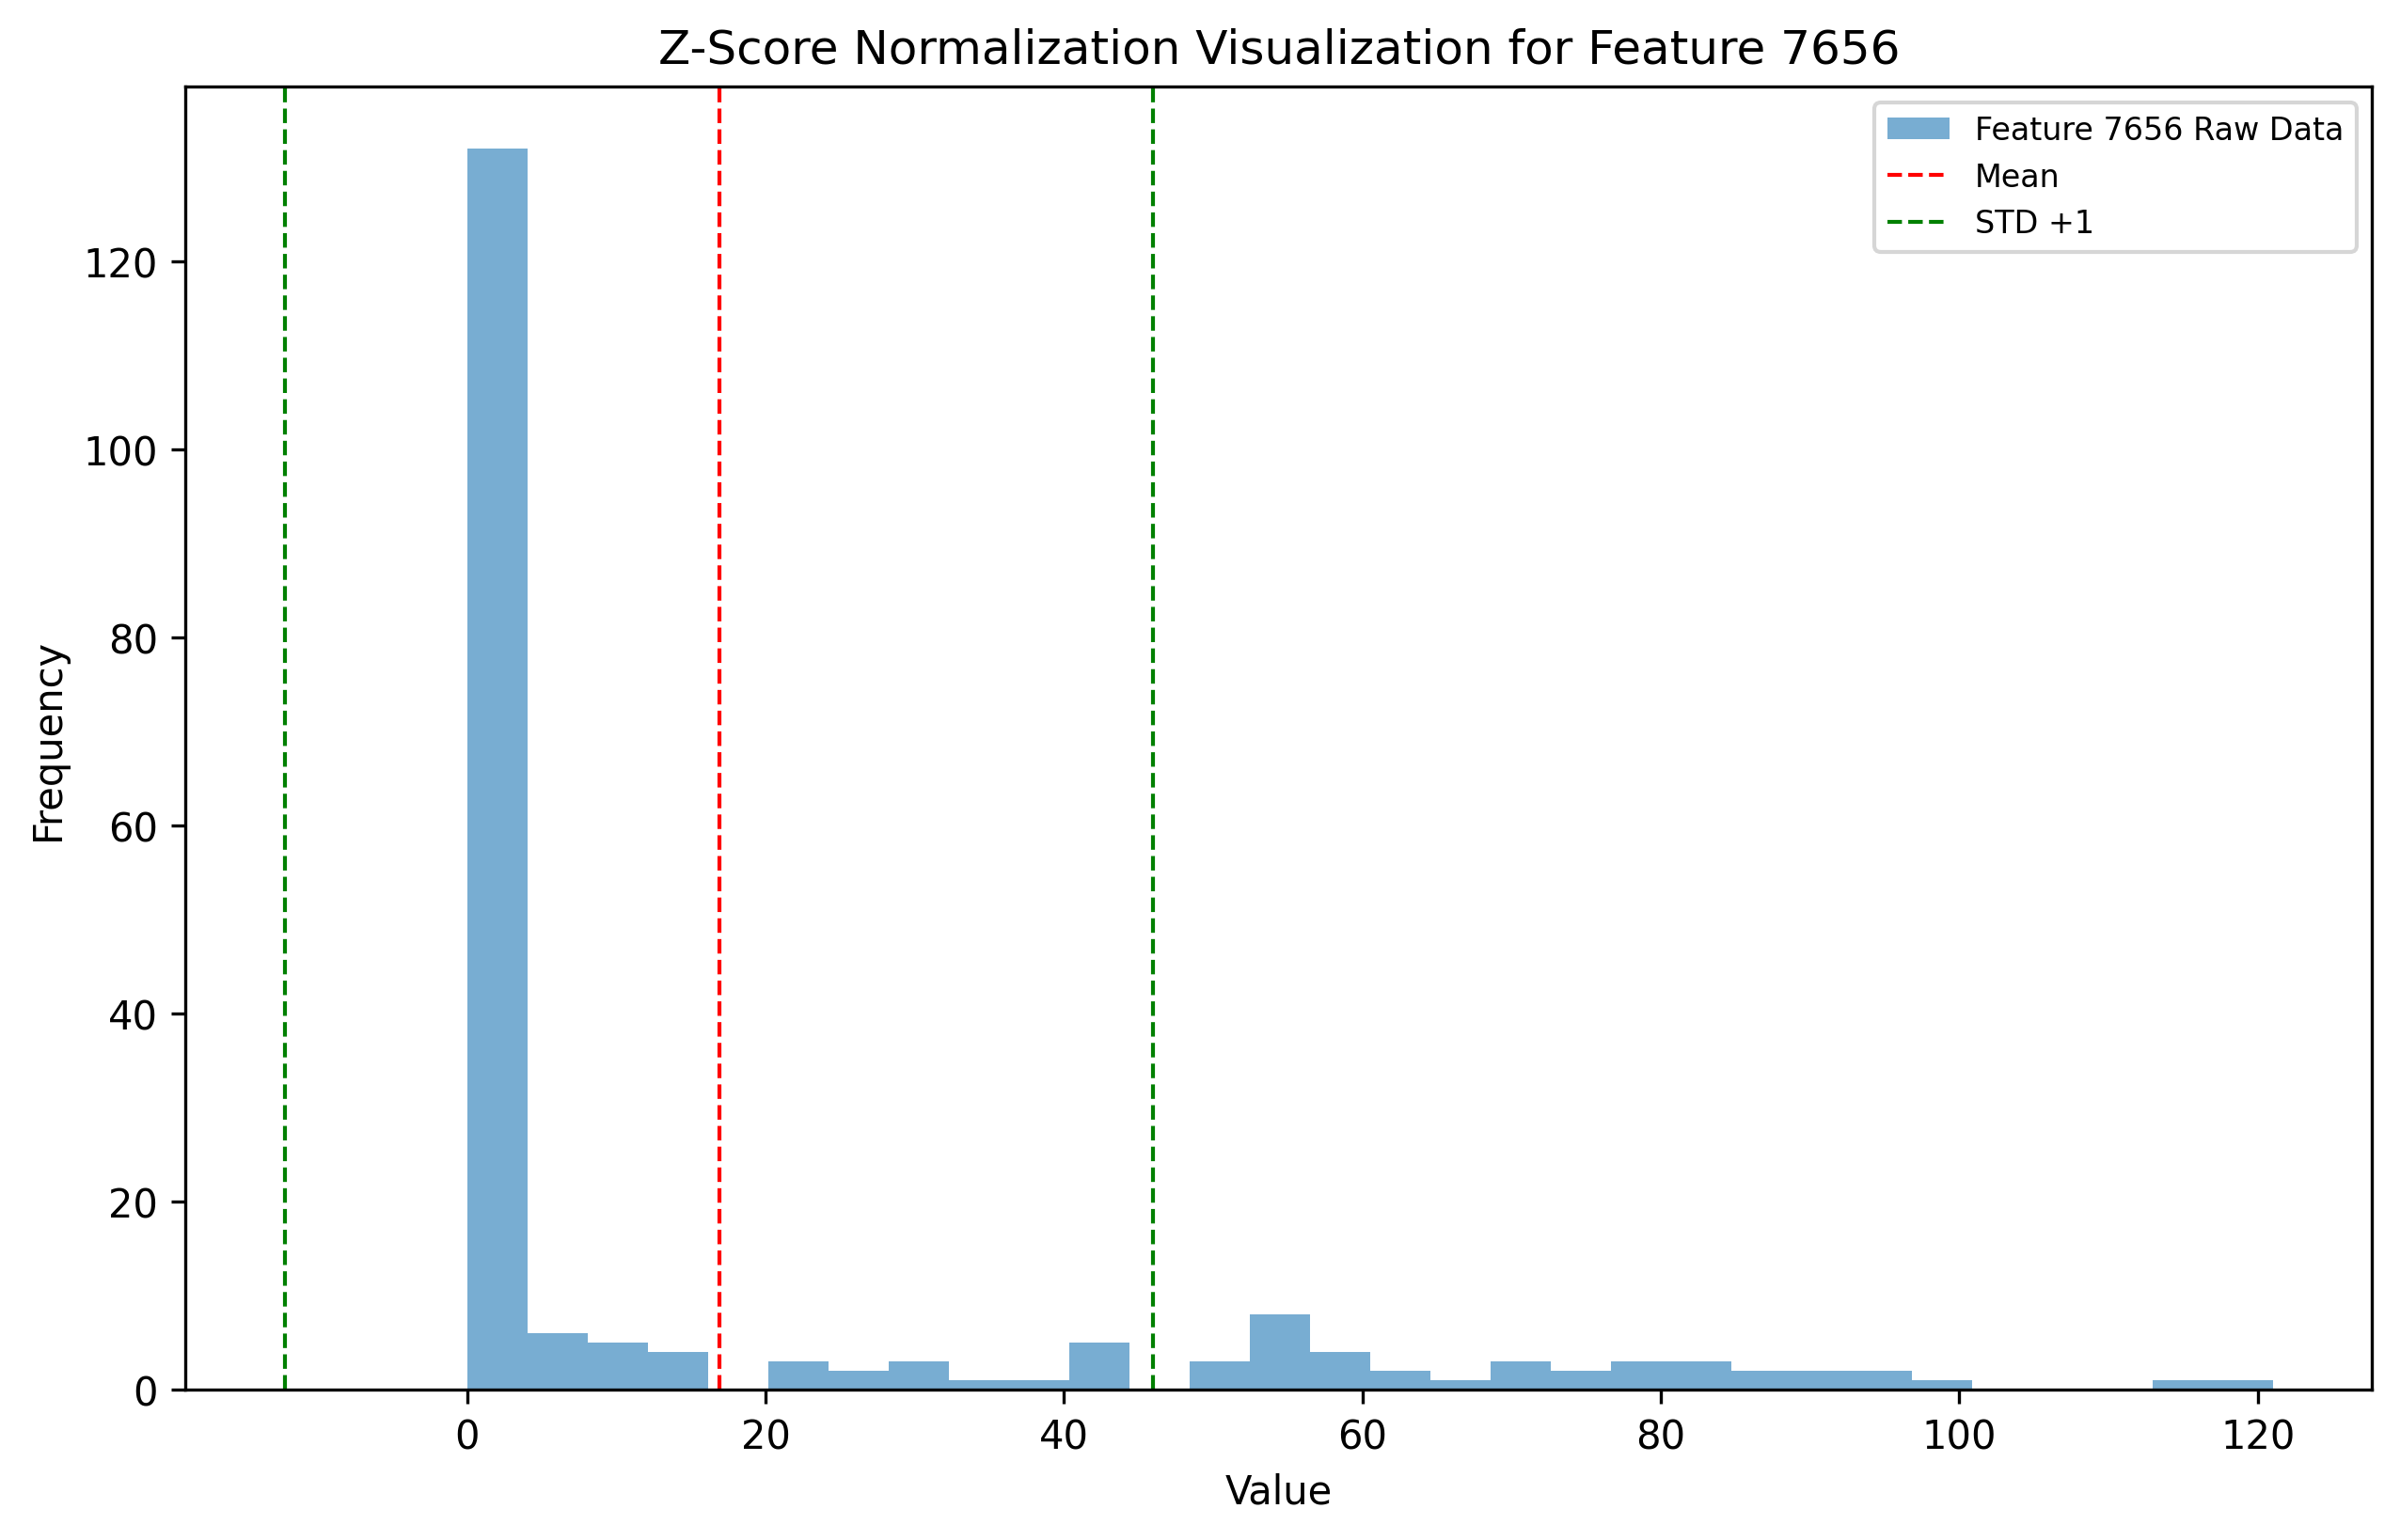 Z-Score Normalization Visualization for Feature 7656
Feature 7656 Raw Data
Mean
STD +1
120
100
80
60
40
20
0
Frequency
0 20 40 60 80 100 120
Value